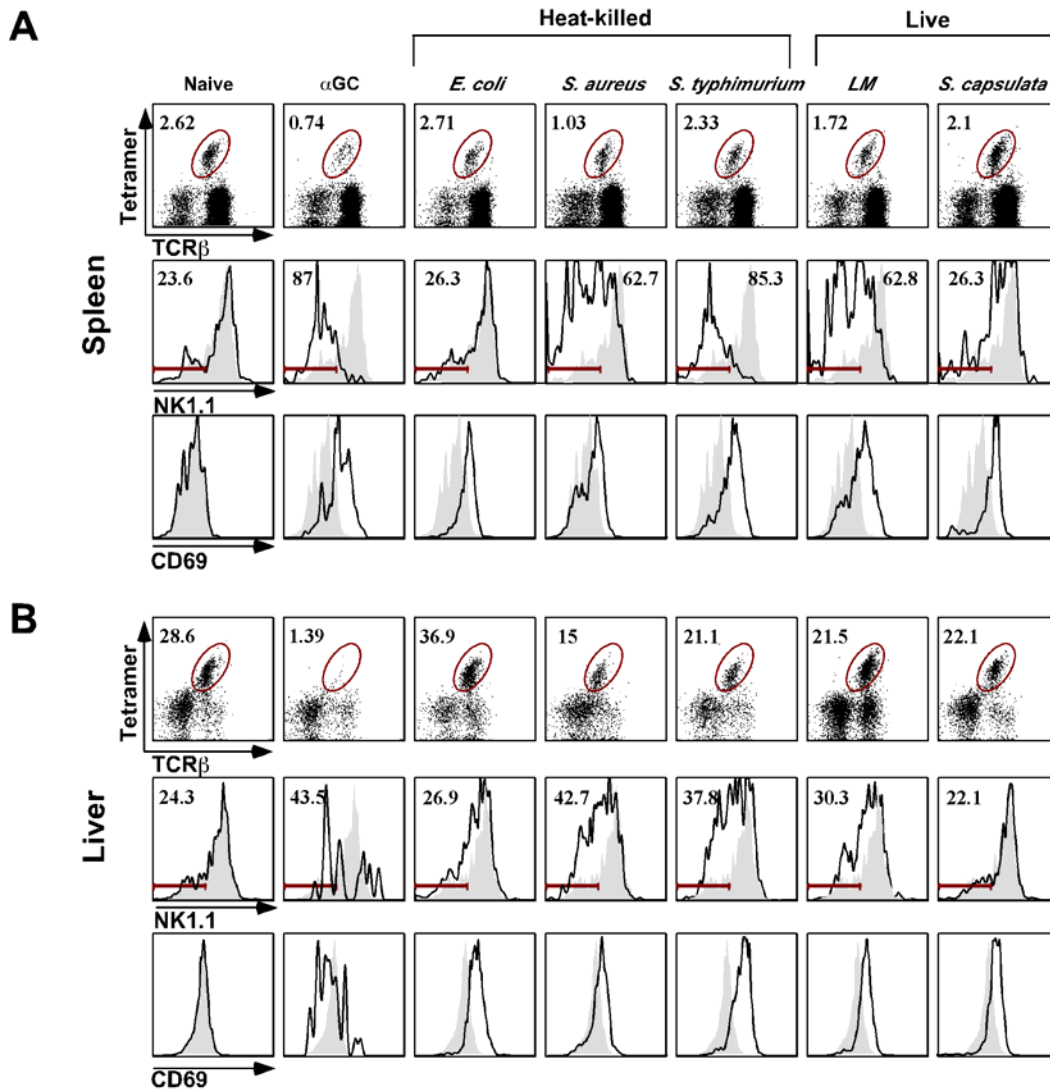 A
Heat-killed
Live
Naive
αGC
E. coli
S. aureus
S. typhimurium
LM
S. capsulata
Spleen
Tetramer
2.62
0.74
2.71
1.03
2.33
1.72
2.1
TCRβ
23.6
87
26.3
62.7
85.3
62.8
26.3
NK1.1
CD69
B
Liver
Tetramer
28.6
1.39
36.9
15
21.1
21.5
22.1
TCRβ
24.3
43.5
26.9
42.7
37.8
30.3
22.1
NK1.1
CD69